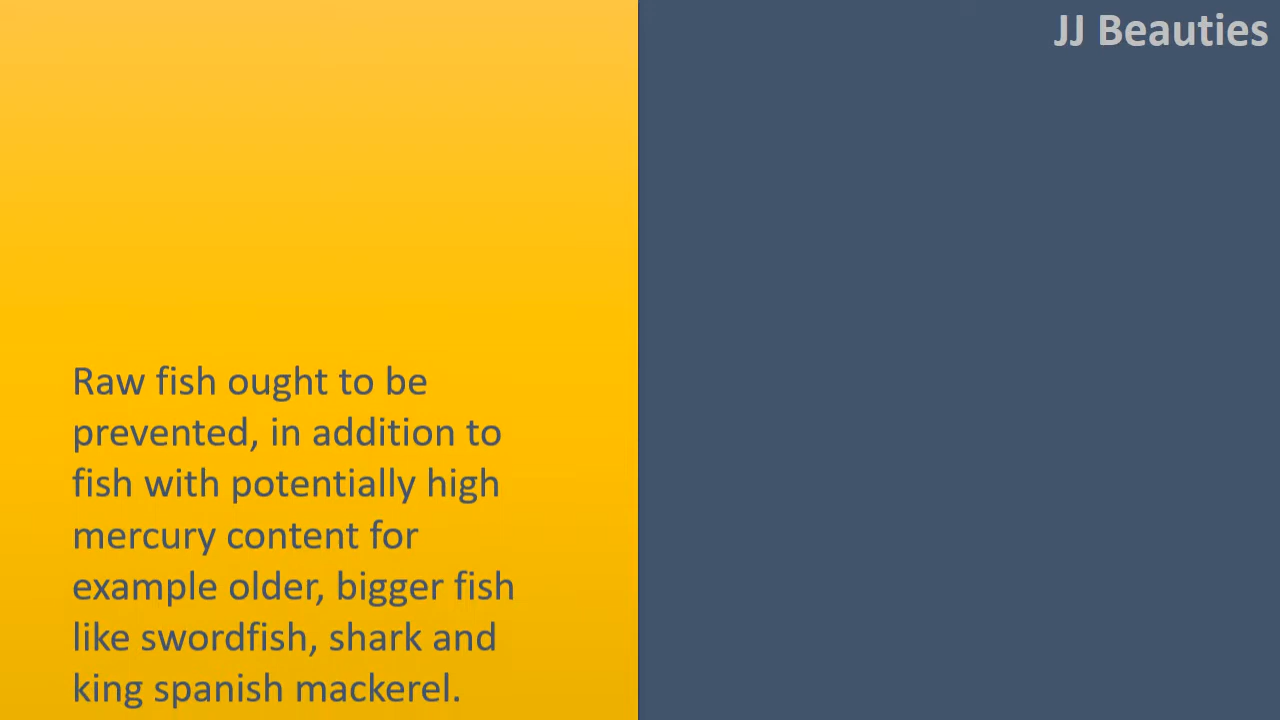 JJ Beauties
Raw fish ought to be
prevented, in addition to
fish with potentially high
mercury content for
example older, bigger fish
like swordfish, shark and
king spanish mackerel.